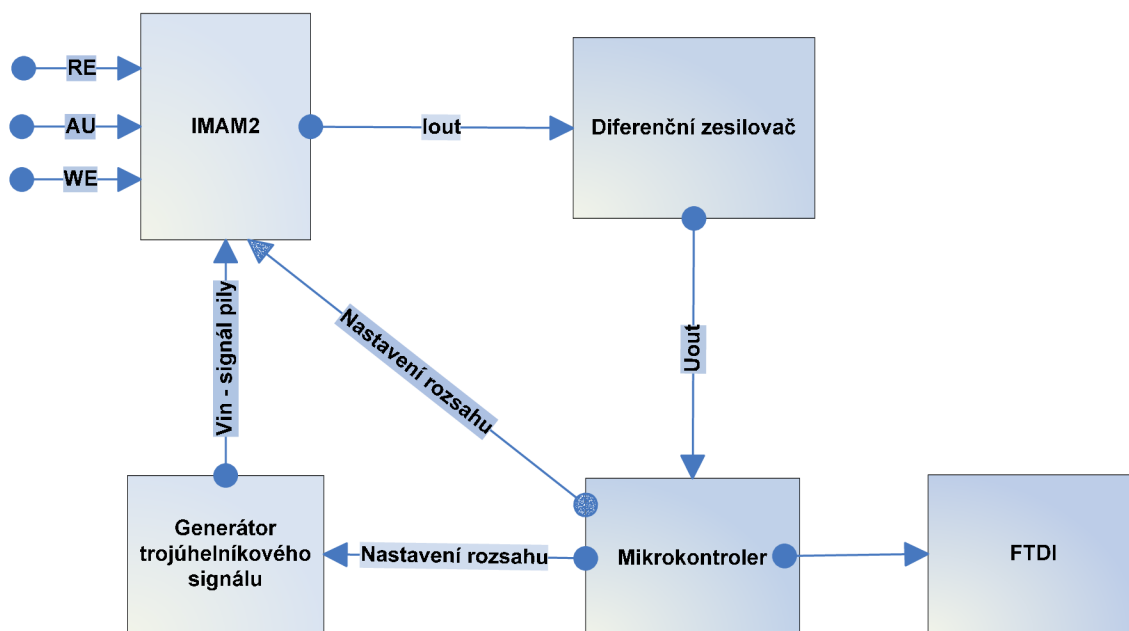 RE
AU
WE
IMAM2
Iout
Diferenční zesilovač
Vin - signál pily
Nastavení rozsahu
Uout
Generátor
trojúhelníkového
signálu
Nastavení rozsahu
Mikrokontroler
FTDI